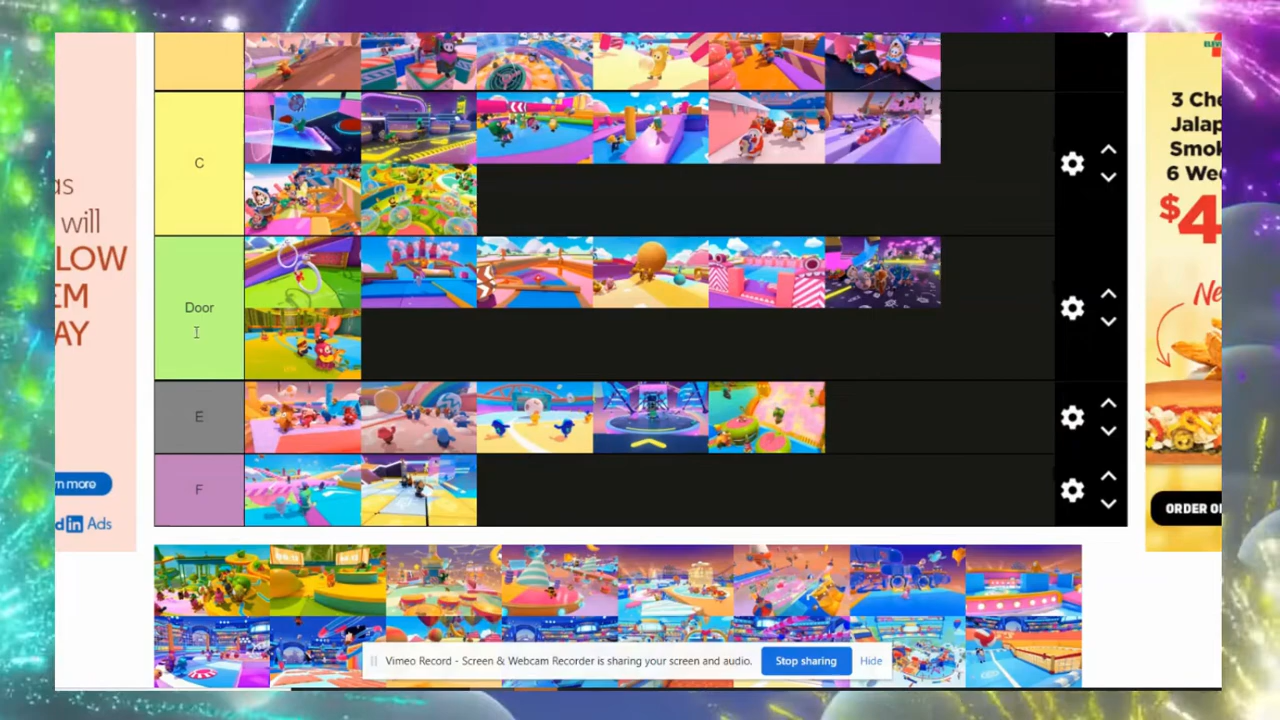 3 Che
Jalap
Smok
6 We
$4
Ne
ORDER O
as
will
LOW
EM
AY
n more
din Ads
C
Door
E
F
Vimeo Record - Screen & Webcam Recorder is sharing your screen and audio.
Stop sharing
Hide